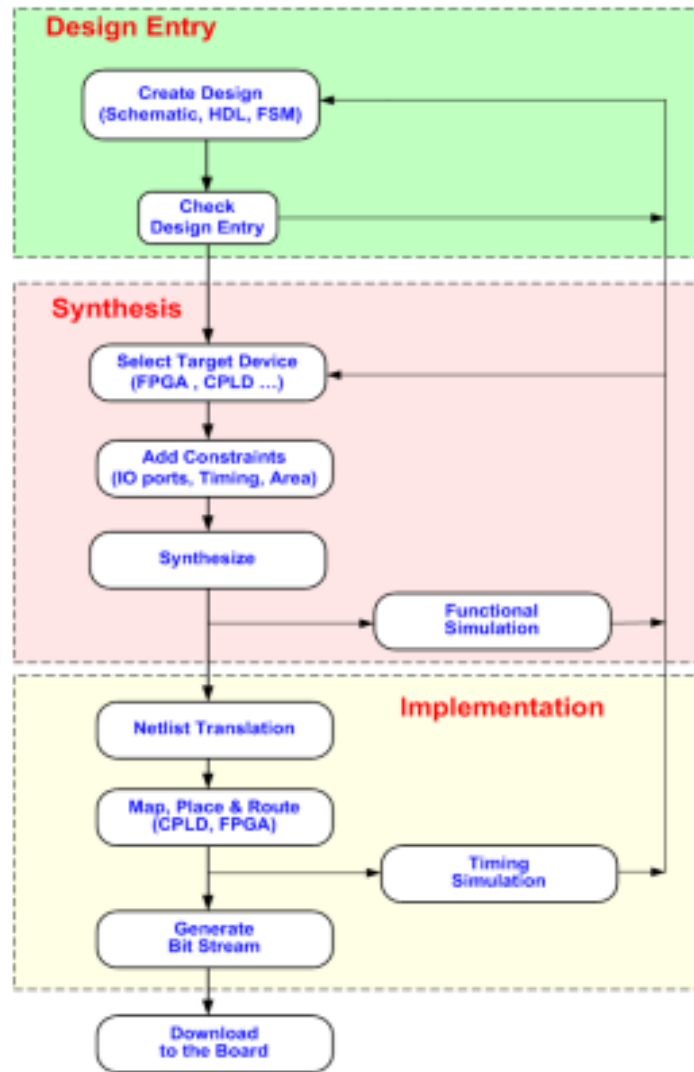 Design Entry
Create Design
(Schematic, HDL, FSM)
Check
Design Entry
Synthesis
Select Target Device
(FPGA , CPLD ...)
Add Constraints
(IO ports, Timing, Area)
Synthesize
Functional
Simulation
Implementation
Netlist Translation
Map, Place & Route
(CPLD, FPGA)
Timing
Simulation
Generate
Bit Stream
Download
to the Board